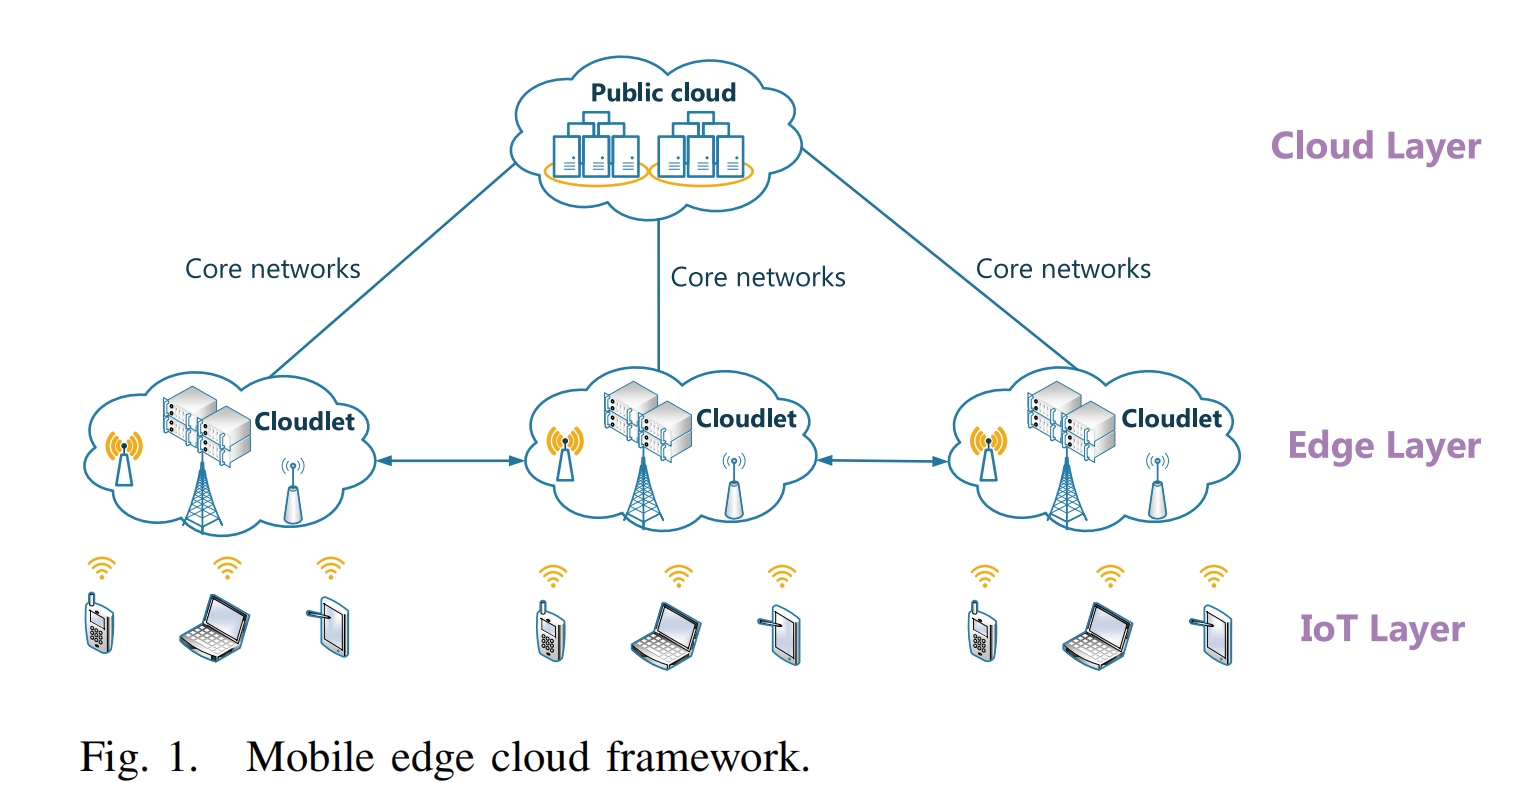 Public cloud
Cloud Layer
Core networks
Core networks
Core networks
Cloudlet
Cloudlet
Cloudlet
Edge Layer
IoT Layer
Fig. 1. Mobile edge cloud framework.